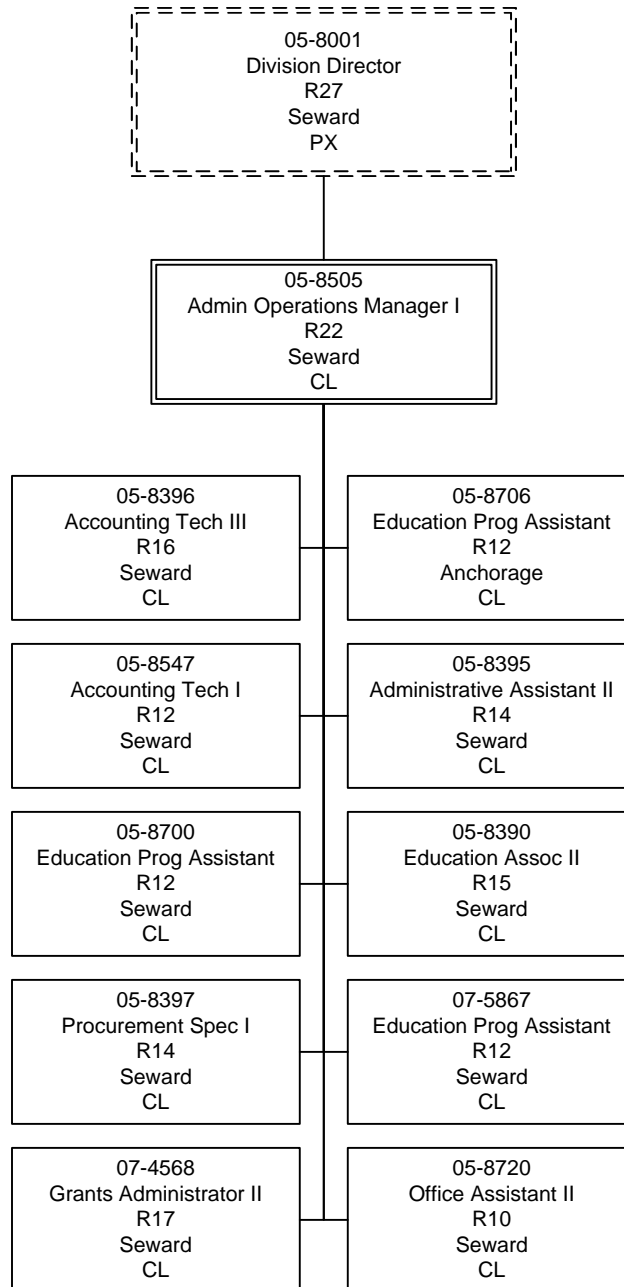 05-8001
Division Director
R27
Seward
PX
05-8505
Admin Operations Manager I
R22
Seward
CL
05-8396
Accounting Tech III
R16
Seward
CL
05-8706
Education Prog Assistant
R12
Anchorage
CL
05-8547
Accounting Tech I
R12
Seward
CL
05-8395
Administrative Assistant II
R14
Seward
CL
05-8700
Education Prog Assistant
R12
Seward
CL
05-8390
Education Assoc II
R15
Seward
CL
05-8397
Procurement Spec I
R14
Seward
CL
07-5867
Education Prog Assistant
R12
Seward
CL
07-4568
Grants Administrator II
R17
Seward
CL
05-8720
Office Assistant II
R10
Seward
CL